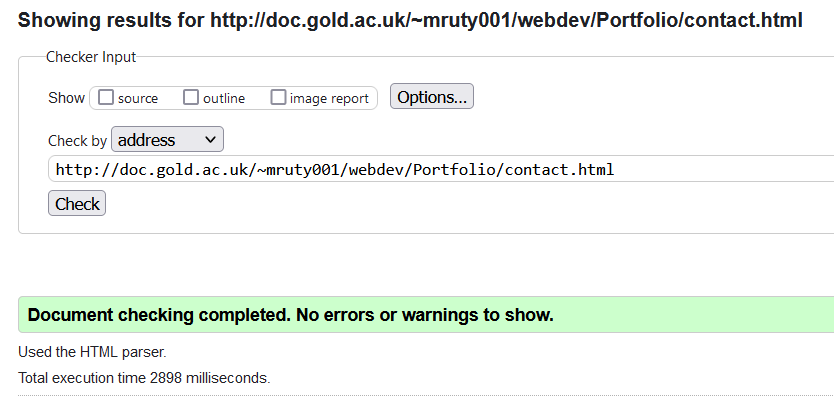 Showing results for http://doc.gold.ac.uk/~mruty001/webdev/Portfolio/contact.html
Checker Input
Show source outline image report Options...
Check by address
http://doc.gold.ac.uk/~mruty001/webdev/Portfolio/contact.html
Check
Document checking completed. No errors or warnings to show.
Used the HTML parser.
Total execution time 2898 milliseconds.